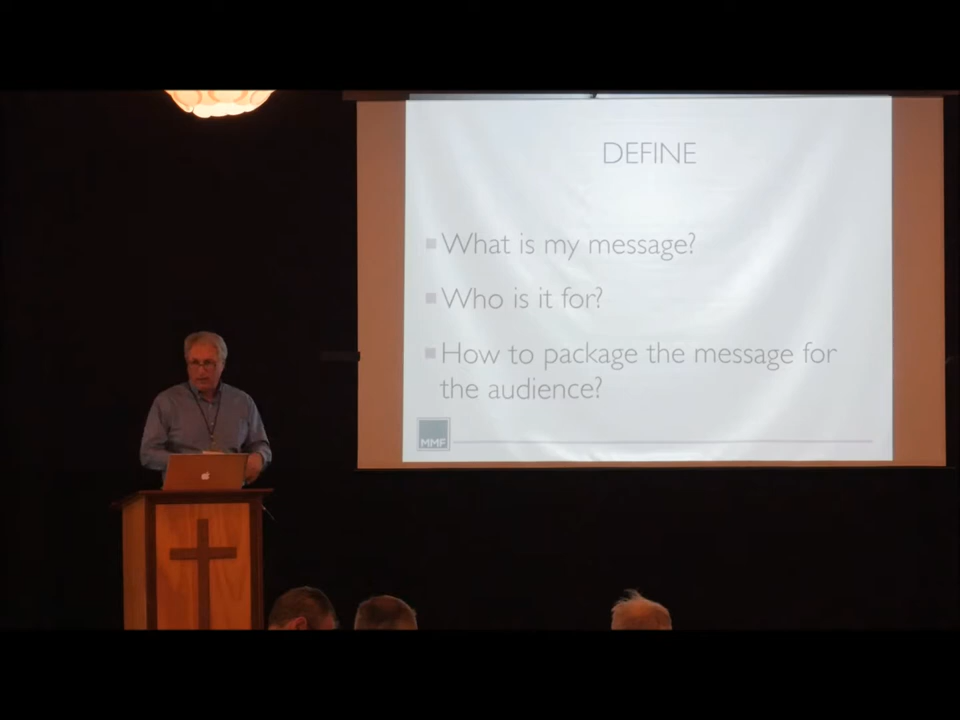 DEFINE
What is my message?
Who is it for?
How to package the message for
the audience?
MMF